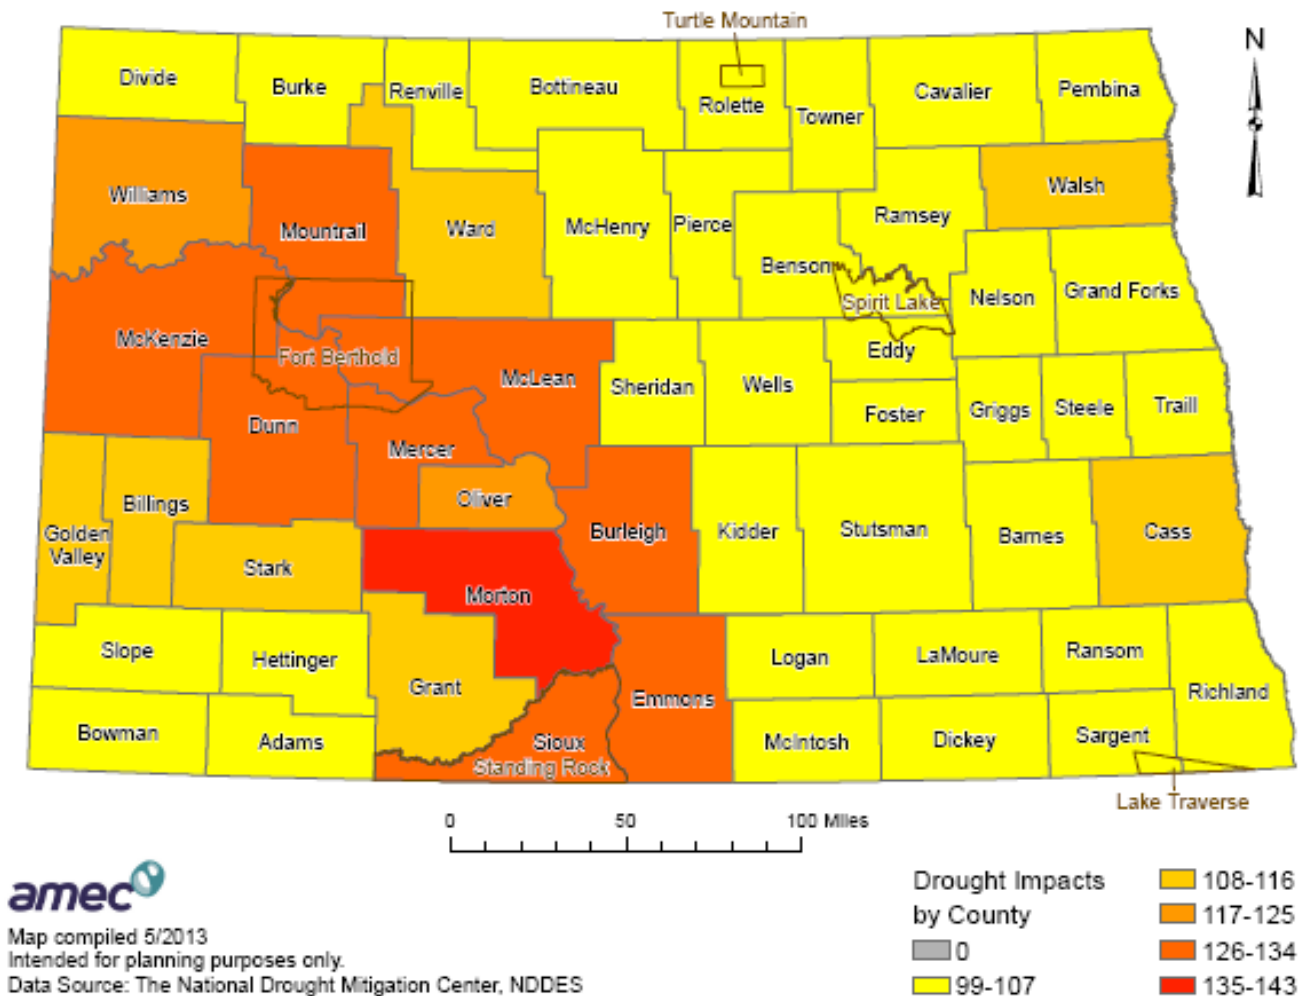 Turtle Mountain
N
Divide
Burke
Renville
Bottineau
Rolette
Towner
Cavalier
Pembina
Williams
Mountrail
Ward
McHenry
Pierce
Benson
Ramsey
Walsh
Spirit Lake
Nelson
Grand Forks
McKenzie
Fort Berthold
McLean
Sheridan
Wells
Eddy
Foster
Griggs
Steele
Traill
Dunn
Mercer
Oliver
Golden
Valley
Billings
Stark
Morton
Burleigh
Kidder
Stutsman
Barnes
Cass
Slope
Hettinger
Grant
Emmons
Logan
LaMoure
Ransom
Richland
Bowman
Adams
Sioux
Standing Rock
McIntosh
Dickey
Sargent
Lake Traverse
0 50 100 Miles
amec
Map compiled 5/2013
Intended for planning purposes only.
Data Source: The National Drought Mitigation Center, NDDES
Drought Impacts
by County
0
99-107
108-116
117-125
126-134
135-143